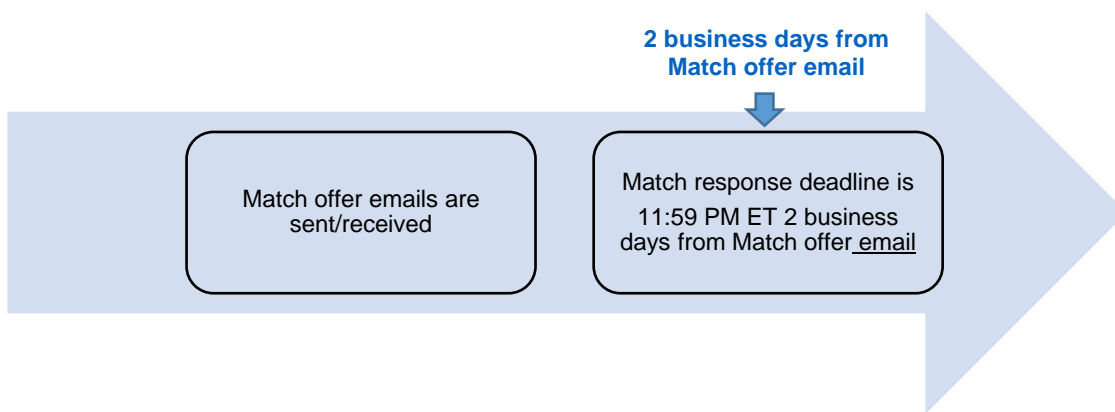 2 business days from
Match offer email
Match offer emails are
sent/received
Match response deadline is
11:59 PM ET 2 business
days from Match offer email